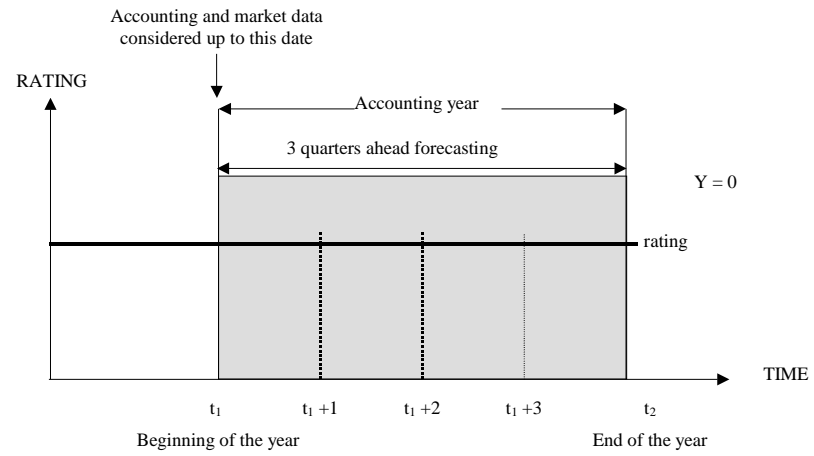 Accounting and market data
considered up to this date
RATING
Accounting year
3 quarters ahead forecasting
Y = 0
rating
TIME
t₁ t₁ +1 t₁ +2 t₁ +3 t₂
Beginning of the year End of the year